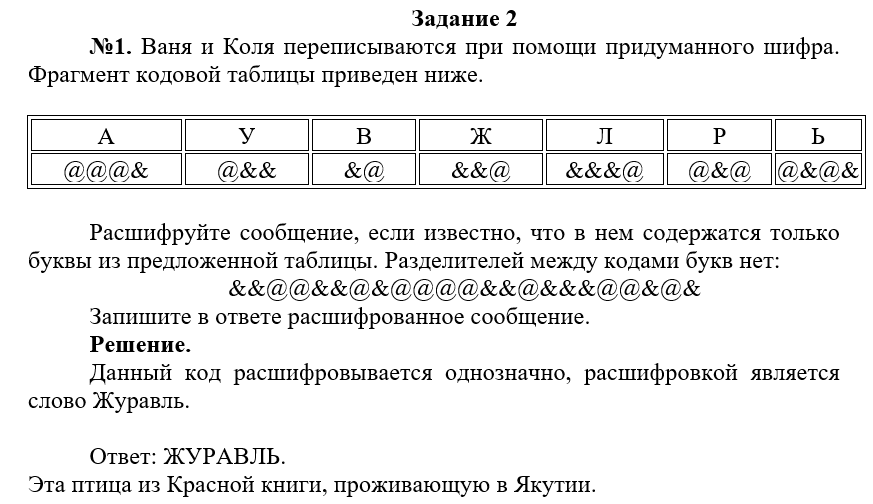 Задание 2
№1. Ваня и Коля переписываются при помощи придуманного шифра.
Фрагмент кодовой таблицы приведен ниже.
А У В Ж Л Р Ь
@@@& @&& &@ &&@ &&&@ @&@ @&@&
Расшифруйте сообщение, если известно, что в нем содержатся только
буквы из предложенной таблицы. Разделителей между кодами букв нет:
&&@@&&@&@@@@&&@&&&@@&@&
Запишите в ответе расшифрованное сообщение.
Решение.
Данный код расшифровывается однозначно, расшифровкой является
слово Журавль.
Ответ: ЖУРАВЛЬ.
Эта птица из Красной книги, проживающую в Якутии.